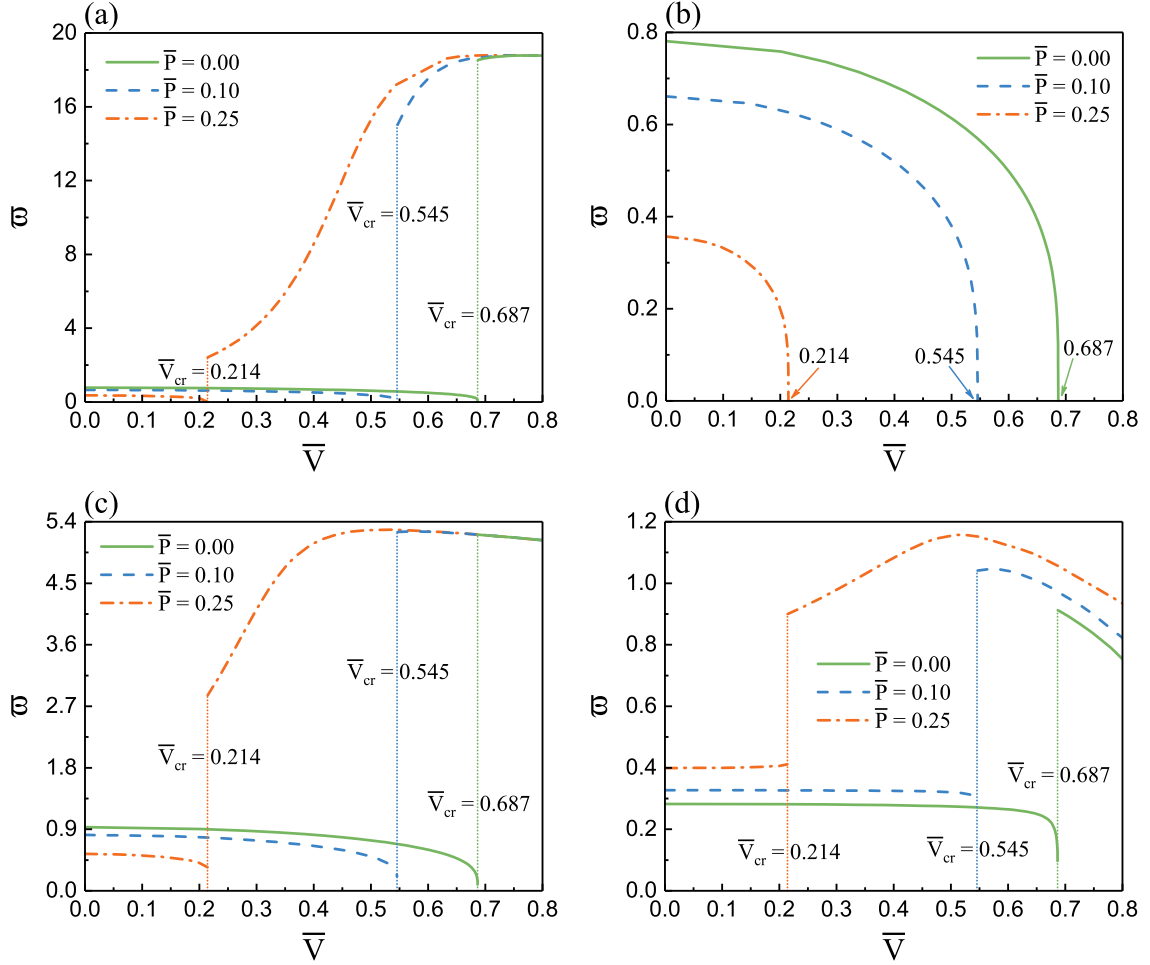 (a)
20
16
12
8
4
0
ϖ̅
P̅ = 0.00
P̅ = 0.10
P̅ = 0.25
V̅cr = 0.545
V̅cr = 0.687
V̅cr = 0.214
0.0 0.1 0.2 0.3 0.4 0.5 0.6 0.7 0.8
V̅
(b)
0.8
0.6
0.4
0.2
0.0
ϖ̅
P̅ = 0.00
P̅ = 0.10
P̅ = 0.25
0.214
0.545
0.687
0.0 0.1 0.2 0.3 0.4 0.5 0.6 0.7 0.8
V̅
(c)
5.4
4.5
3.6
2.7
1.8
0.9
0.0
ϖ̅
P̅ = 0.00
P̅ = 0.10
P̅ = 0.25
V̅cr = 0.545
V̅cr = 0.214
V̅cr = 0.687
0.0 0.1 0.2 0.3 0.4 0.5 0.6 0.7 0.8
V̅
(d)
1.2
1.0
0.8
0.6
0.4
0.2
0.0
ϖ̅
P̅ = 0.00
P̅ = 0.10
P̅ = 0.25
V̅cr = 0.687
V̅cr = 0.214
V̅cr = 0.545
0.0 0.1 0.2 0.3 0.4 0.5 0.6 0.7 0.8
V̅